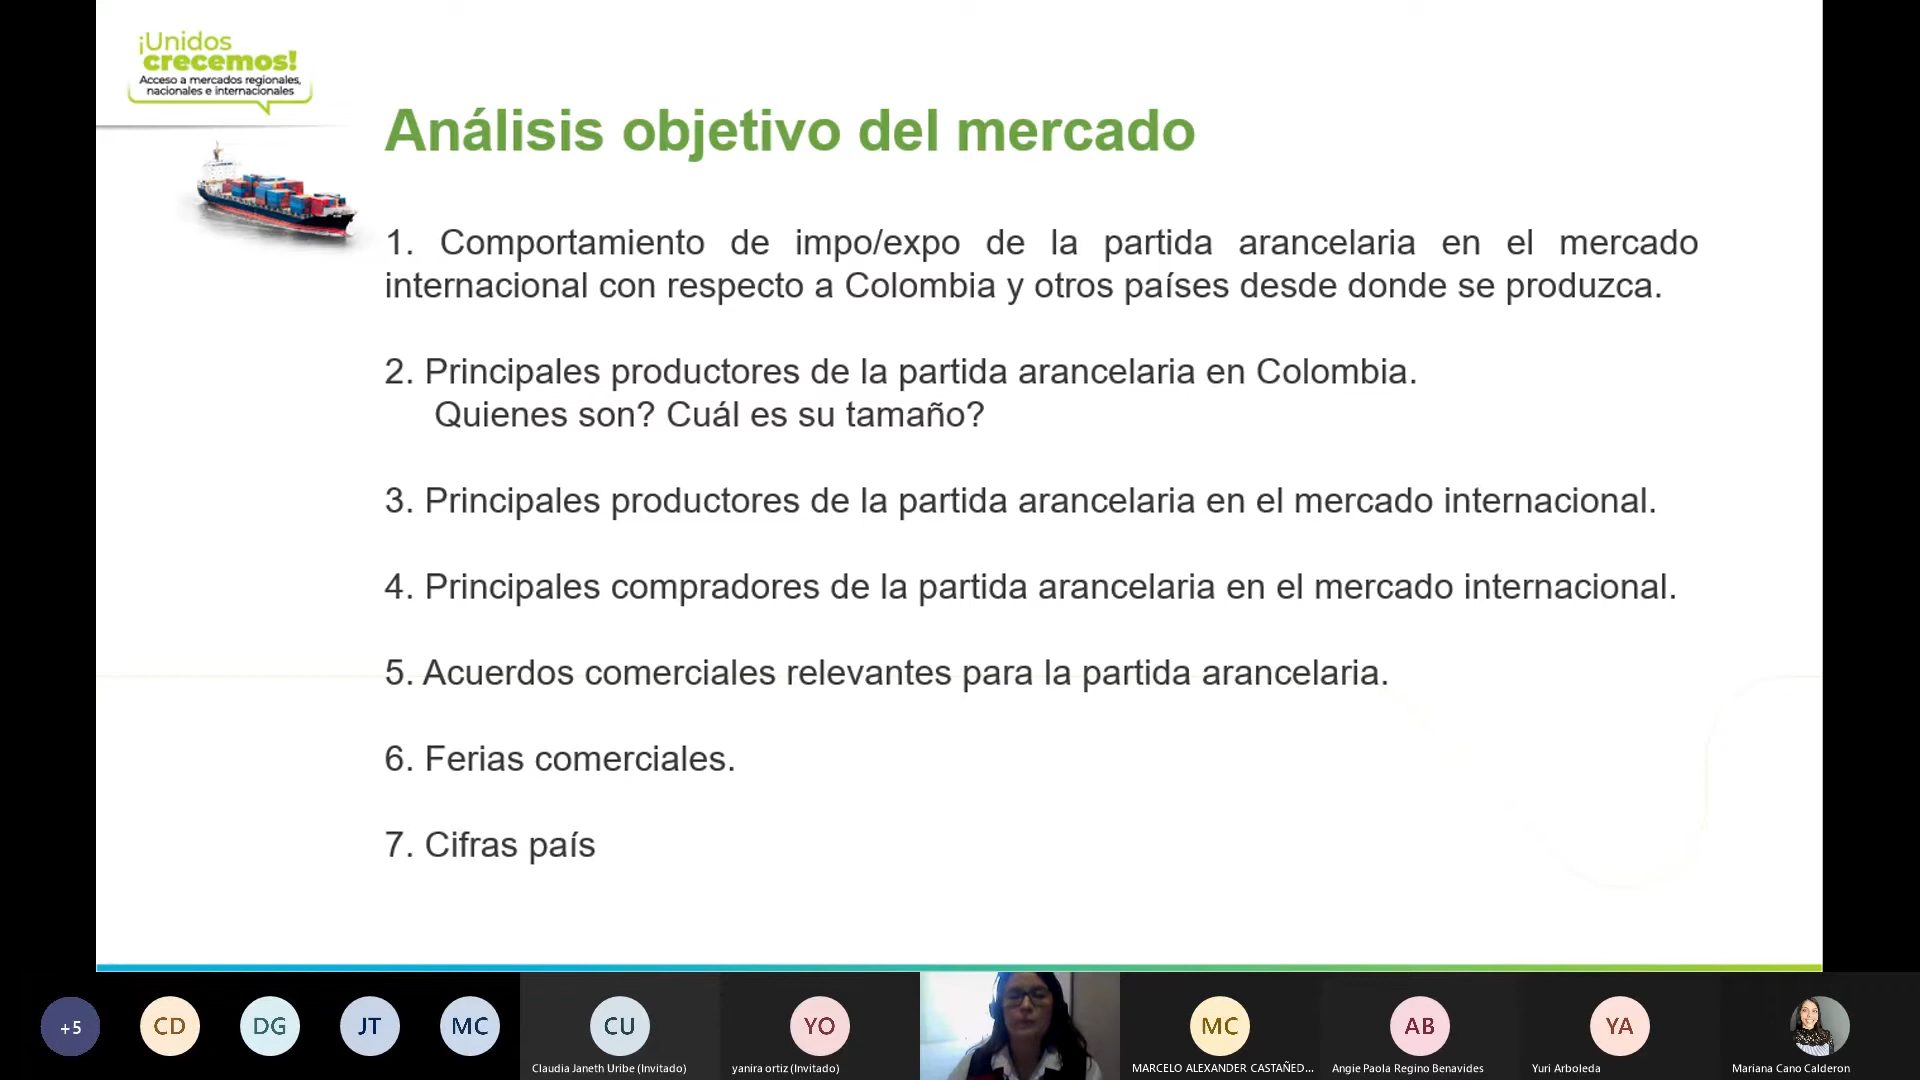 ¡Unidos
crecemos!
Acceso a mercados regionales,
nacionales e internacionales
Análisis objetivo del mercado
1. Comportamiento de impo/expo de la partida arancelaria en el mercado
internacional con respecto a Colombia y otros países desde donde se produzca.
2. Principales productores de la partida arancelaria en Colombia.
Quienes son? Cuál es su tamaño?
3. Principales productores de la partida arancelaria en el mercado internacional.
4. Principales compradores de la partida arancelaria en el mercado internacional.
5. Acuerdos comerciales relevantes para la partida arancelaria.
6. Ferias comerciales.
7. Cifras país
+5 CD DG JT MC CU YO MC AB YA
Claudia Janeth Uribe (Invitado) yanira ortiz (Invitado) MARCELO ALEXANDER CASTAÑED... Angie Paola Regino Benavides Yuri Arboleda Mariana Cano Calderon